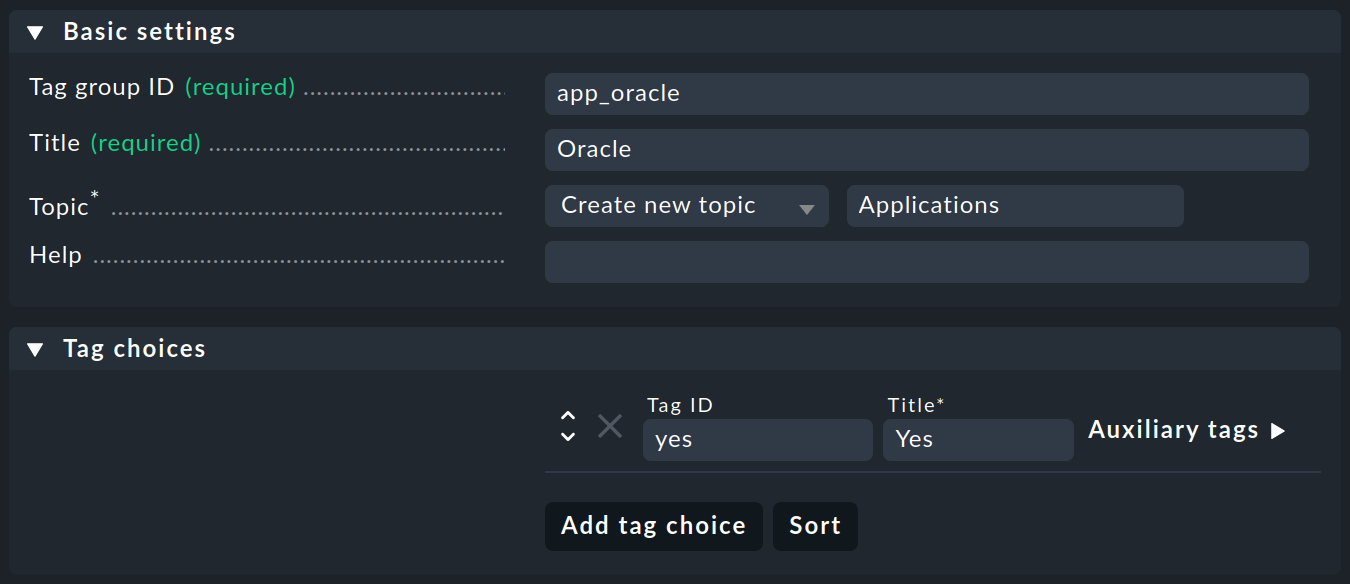 Basic settings
Tag group ID (required) app_oracle
Title (required) Oracle
Topic* Create new topic Applications
Help
Tag choices
Tag ID Title*
yes Yes Auxiliary tags
Add tag choice Sort